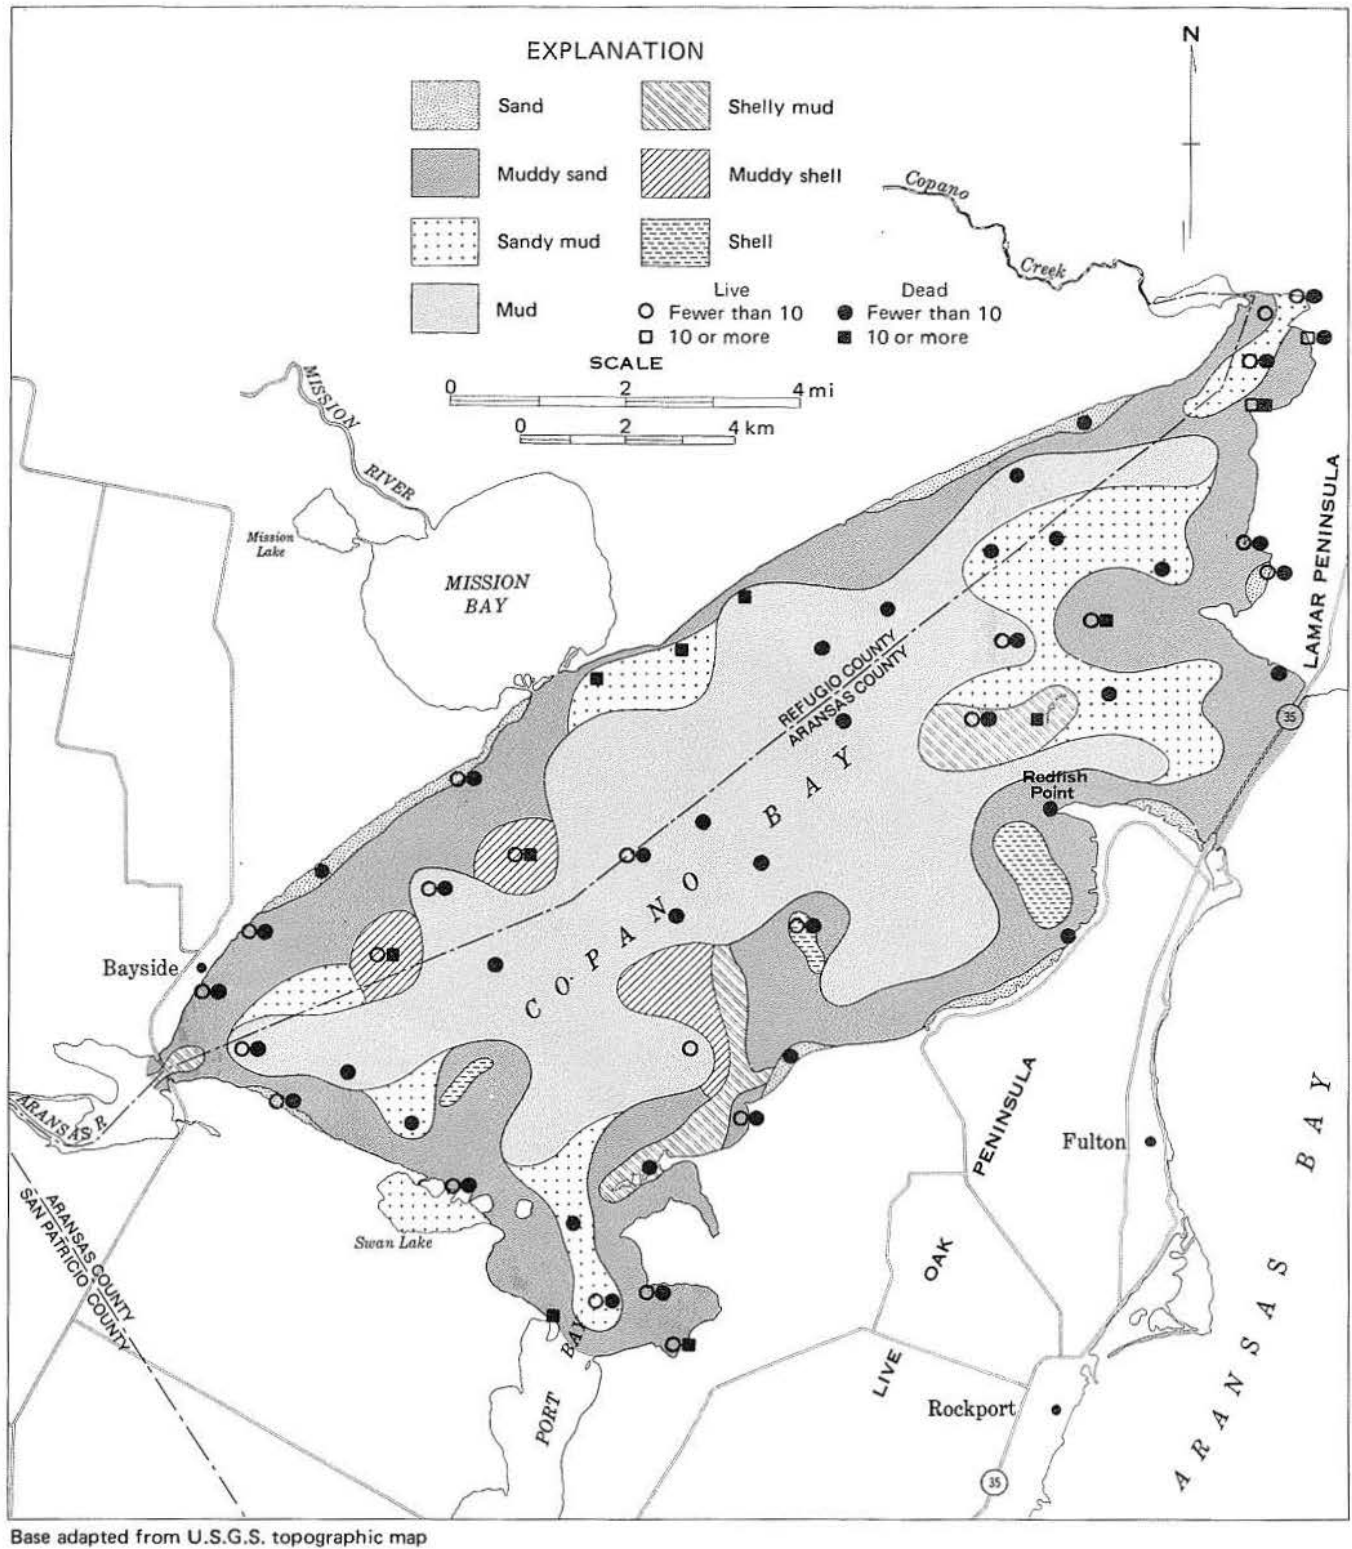 EXPLANATION
Sand
Shelly mud
Muddy sand
Muddy shell
Sandy mud
Shell
Mud
Live
Dead
Fewer than 10
Fewer than 10
10 or more
10 or more
SCALE
0 2 4 mi
0 2 4 km
N
Copano
Creek
MISSION
RIVER
Mission
Lake
MISSION
BAY
LAMAR PENINSULA
REFUGIO COUNTY
ARANSAS COUNTY
35
Redfish
Point
COPANO BAY
Bayside
ARANSAS R
ARANSAS COUNTY
SAN PATRICIO COUNTY
Swan Lake
PORT
BAY
LIVE
OAK
PENINSULA
Fulton
Rockport
35
ARANSAS BAY
Base adapted from U.S.G.S. topographic map